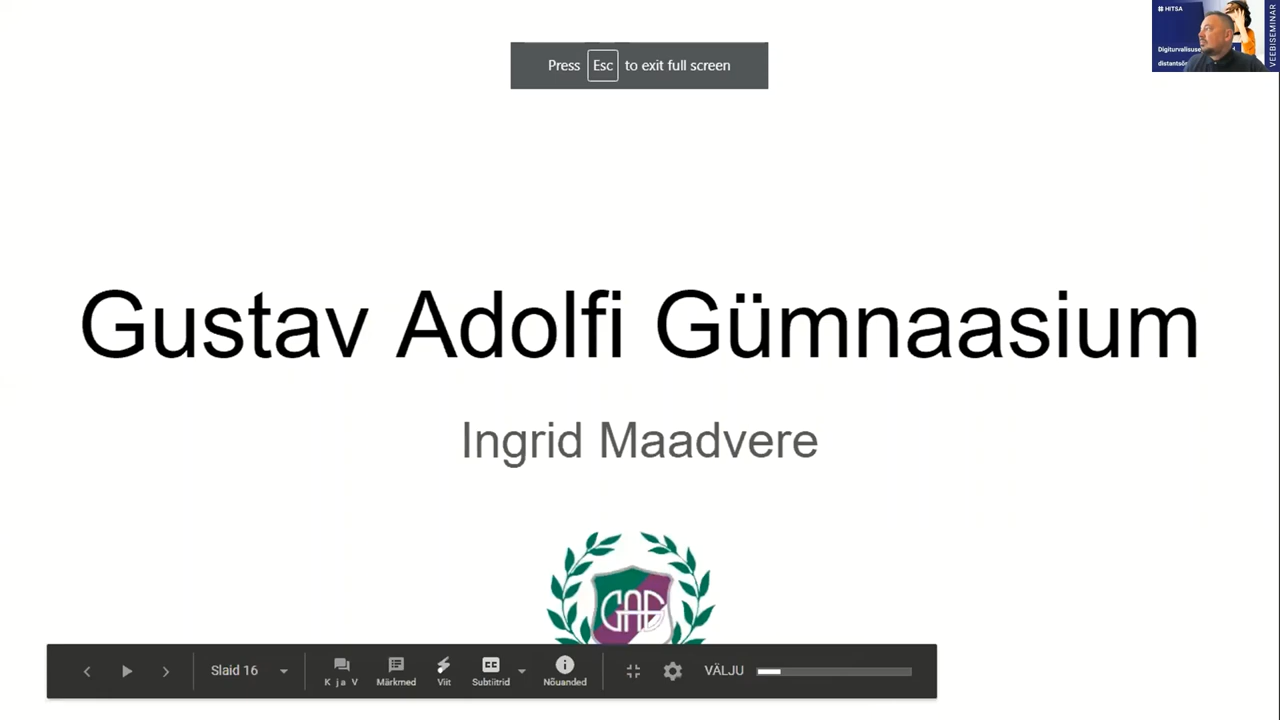 HITSA
VEEBISEMINAR
Digiturvalisuse
Press Esc to exit full screen
Gustav Adolfi Gümnaasium
Ingrid Maadvere
GAG
Slaid 16
K ja V
Märkmed
Viit
Subtiitrid
Nõuanded
VÄLJU